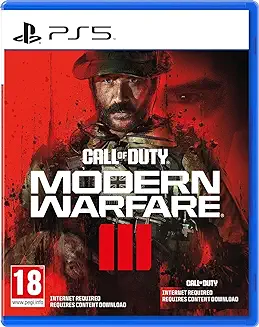 PS5
CALL OF DUTY
MODERN
WARFARE
III
18
www.pegi.info
INTERNET REQUIRED
REQUIRES CONTENT DOWNLOAD
CALL OF DUTY
INTERNET REQUIRED
REQUIRES CONTENT DOWNLOAD